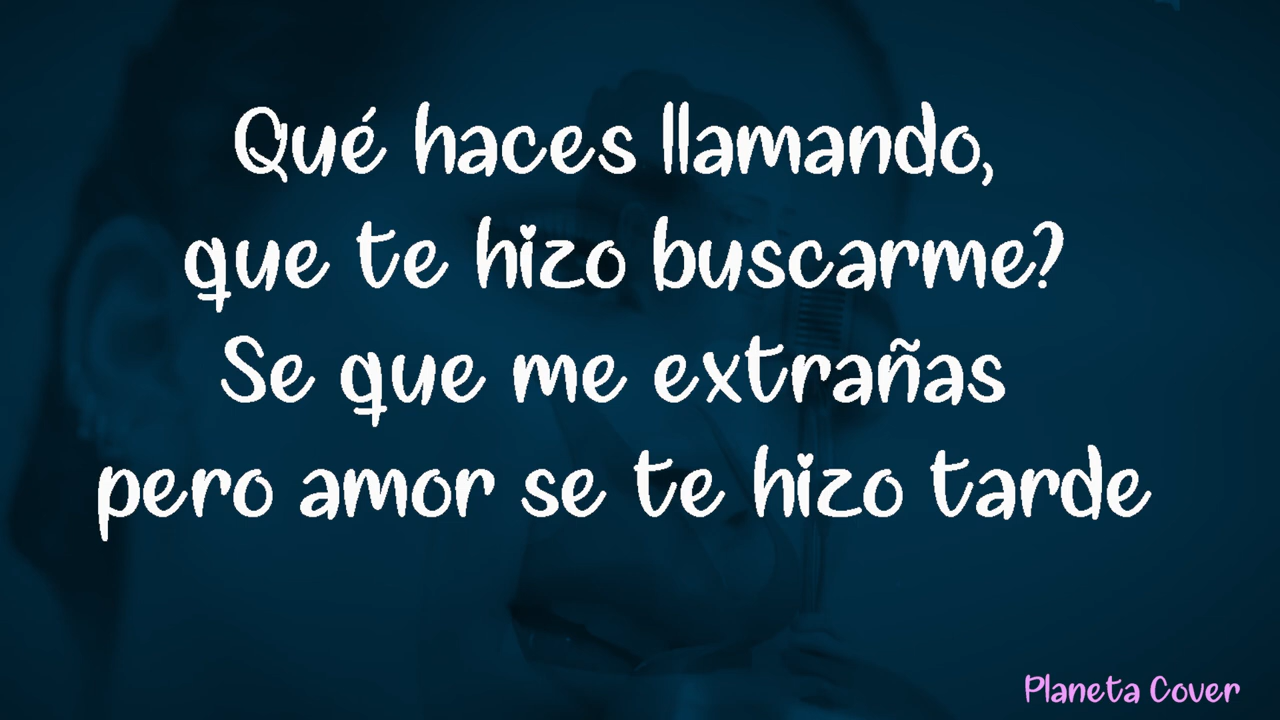 Qué haces llamando,
que te hizo buscarme?
Se que me extrañas
pero amor se te hizo tarde
Planeta Cover